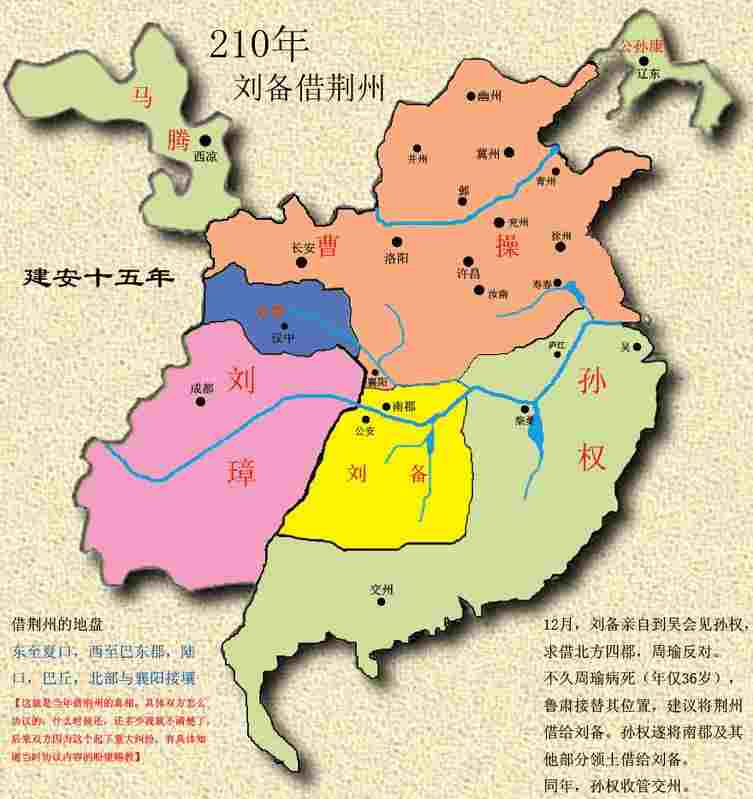 210年
刘备借荆州
建安十五年
公孙康
辽东
马
腾
西凉
幽州
并州
冀州
青州
邺
兖州
徐州
长安
曹
操
洛阳
许昌
汝南
寿春
汉中
襄阳
庐江
吴
成都
刘
璋
南郡
公安
刘
备
柴桑
孙
权
交州
借荆州的地盘
东至夏口，西至巴东郡，陆
口，巴丘，北部与襄阳接壤
【这就是当年借荆州的真相。具体双方怎么
协议的，什么时候还，还多少我就不清楚了，
后来双方因为这个起了重大纠纷。有具体知
道当时协议内容的盼望赐教】
12月，刘备亲自到吴会见孙权，
求借北方四郡，周瑜反对。
不久周瑜病死（年仅36岁），
鲁肃接替其位置，建议将荆州
借给刘备。孙权遂将南郡及其
他部分领土借给刘备。
同年，孙权收管交州。